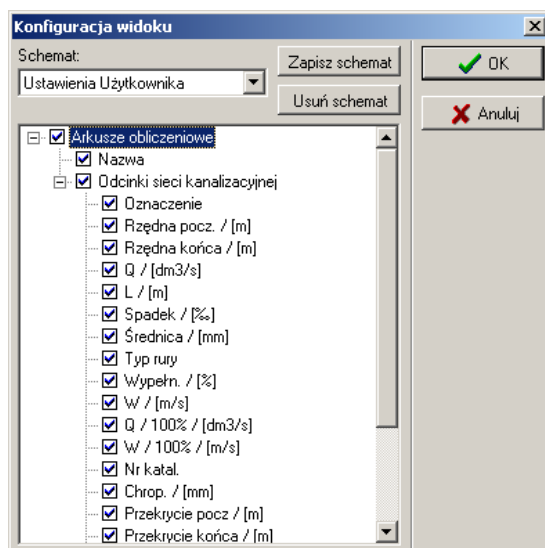 Konfiguracja widoku
Schemat:
Ustawienia Użytkownika
Zapisz schemat
Usuń schemat
OK
Anuluj
Arkusze obliczeniowe
Nazwa
Odcinki sieci kanalizacyjnej
Oznaczenie
Rzędna pocz. / [m]
Rzędna końca / [m]
Q / [dm3/s]
L / [m]
Spadek / [‰]
Średnica / [mm]
Typ rury
Wypełn. / [%]
W / [m/s]
Q / 100% / [dm3/s]
W / 100% / [m/s]
Nr katal.
Chrop. / [mm]
Przekrycie pocz / [m]
Przekrycie końca / [m]